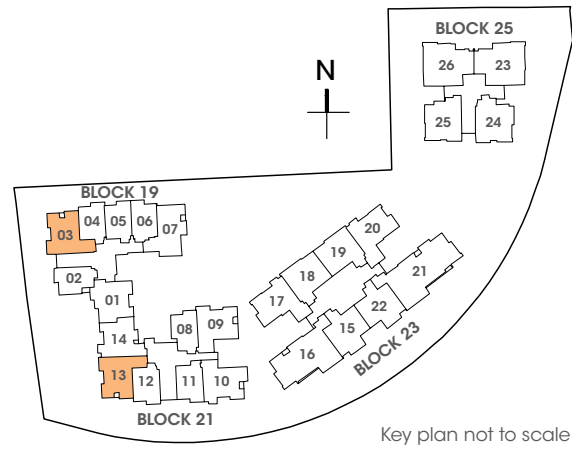 BLOCK 25
26 23
25 24
N
BLOCK 19
03 04 05 06 07
02
01
14
08 09
13 12 11 10
BLOCK 21
20
19
18
17
21
22
15
16
BLOCK 23
Key plan not to scale